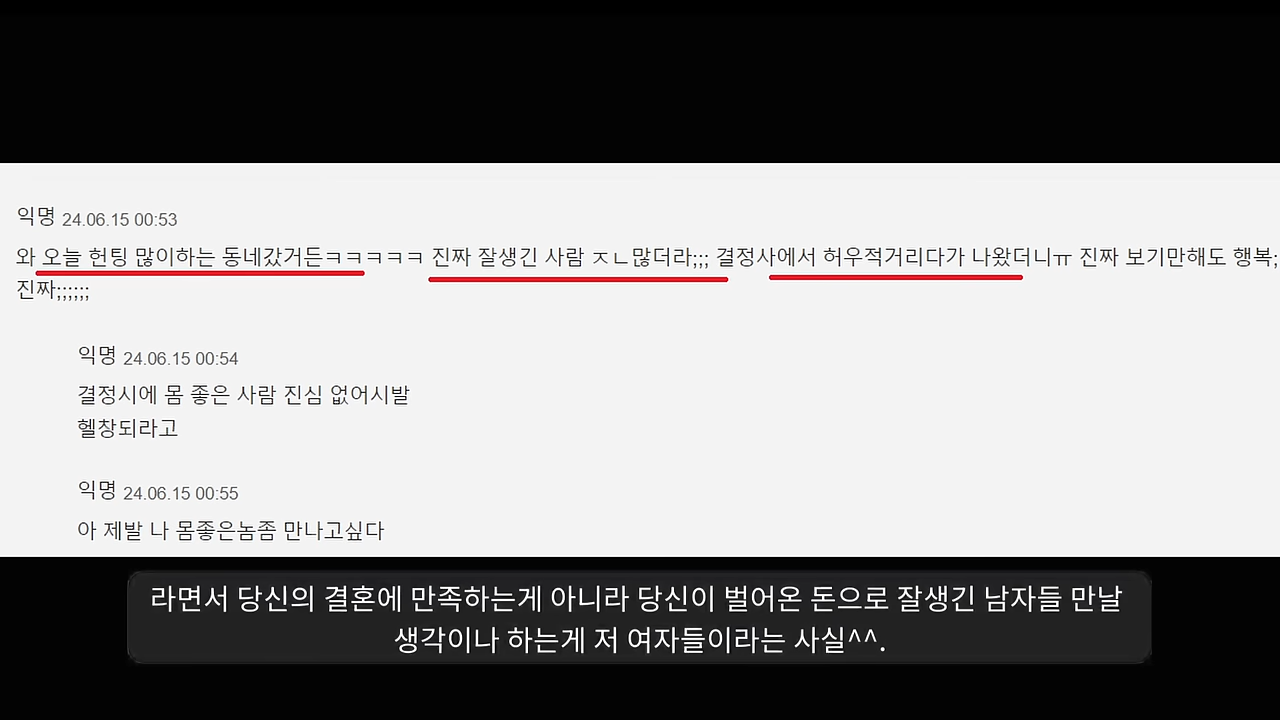 익명 24.06.15 00:53
와 오늘 헌팅 많이하는 동네갔거든ㅋㅋㅋㅋㅋ 진짜 잘생긴 사람 ㅈㄴ많더라;;; 결정사에서 허우적거리다가 나왔더니ㅠ 진짜 보기만해도 행복;
진짜;;;;;;
익명 24.06.15 00:54
결정시에 몸 좋은 사람 진심 없어시발
헬창되라고
익명 24.06.15 00:55
아 제발 나 몸좋은놈좀 만나고싶다
라면서 당신의 결혼에 만족하는게 아니라 당신이 벌어온 돈으로 잘생긴 남자들 만날
생각이나 하는게 저 여자들이라는 사실^^.